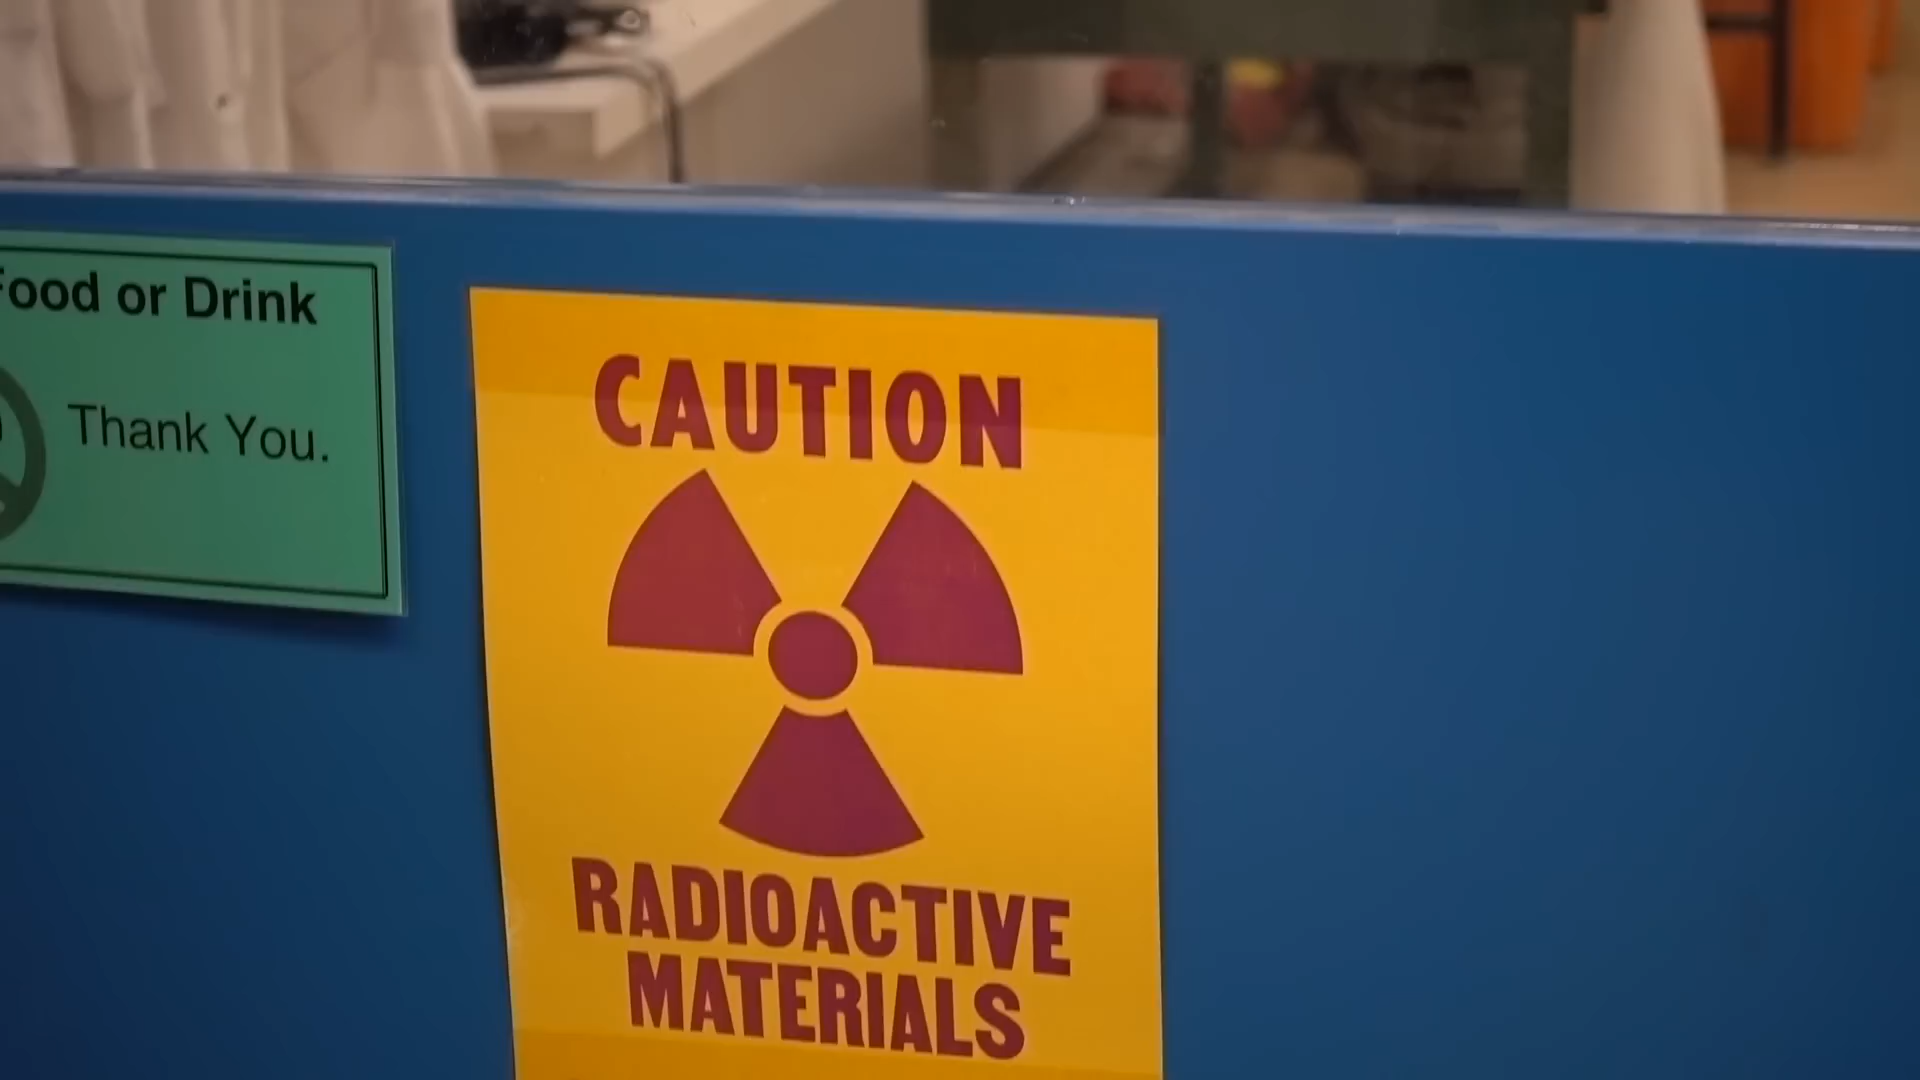 Food or Drink
Thank You.
CAUTION
RADIOACTIVE
MATERIALS